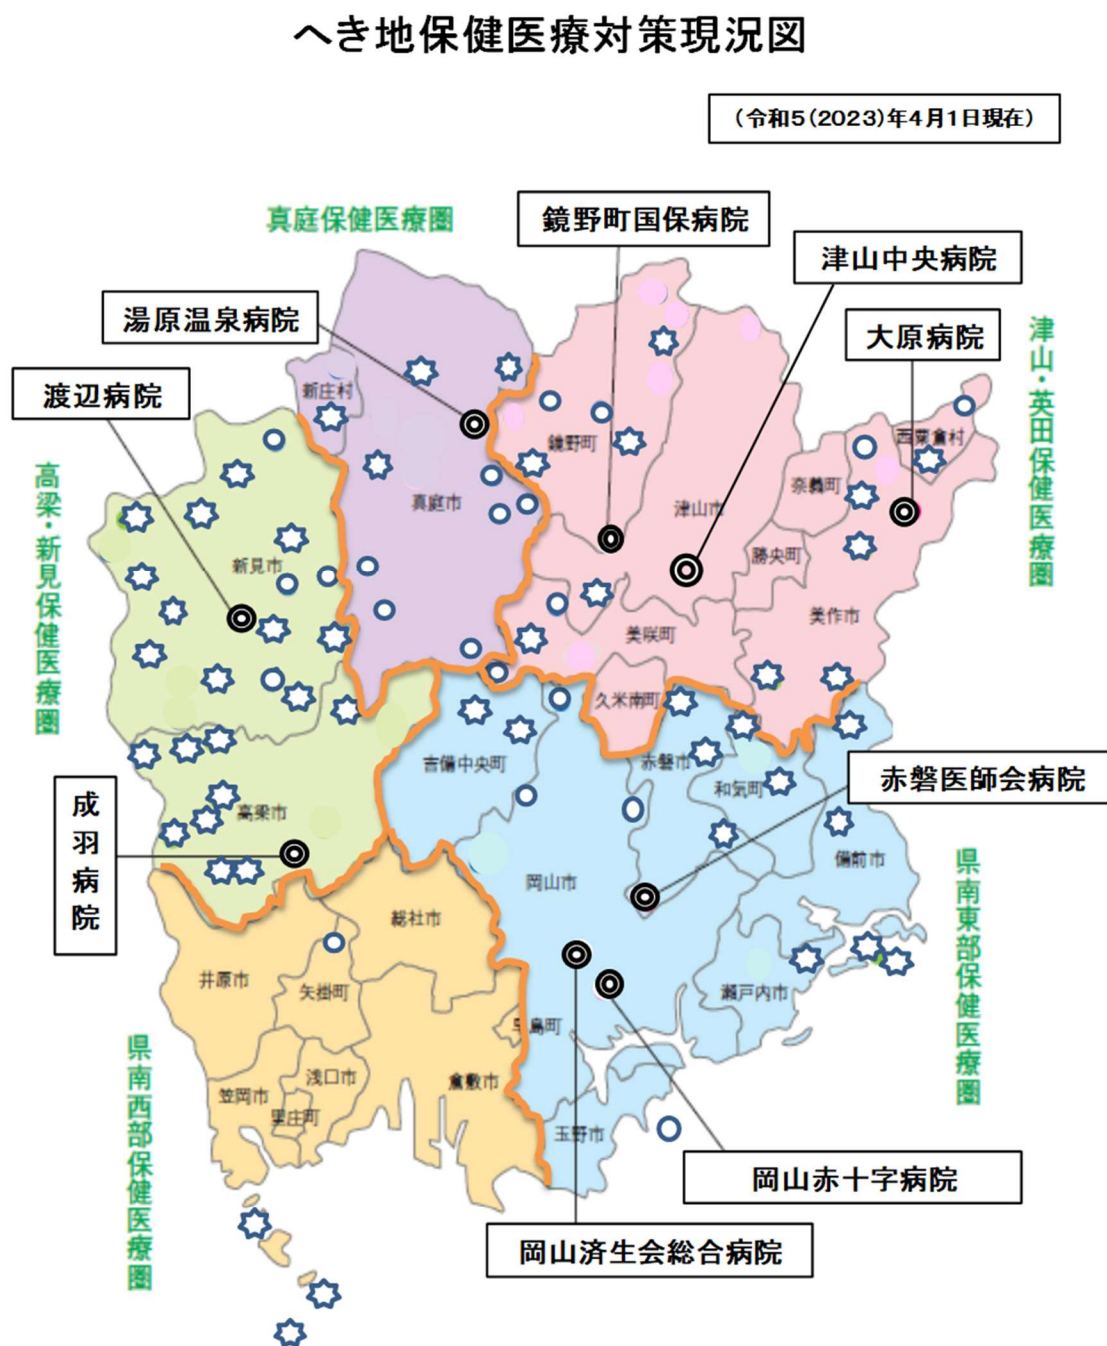 へき地保健医療対策現況図
（令和5（2023）年4月1日現在）
真庭保健医療圏
鏡野町国保病院
津山中央病院
湯原温泉病院
大原病院
津山・英田保健医療圏
渡辺病院
新庄村
西粟倉村
鏡野町
高梁・新見保健医療圏
真庭市
津山市
奈義町
新見市
勝央町
美作市
美咲町
久米南町
吉備中央町
赤磐市
和気町
赤磐医師会病院
成羽病院
高梁市
備前市
岡山市
県南東部保健医療圏
総社市
井原市
矢掛町
瀬戸内市
早島町
県南西部保健医療圏
浅口市
倉敷市
笠岡市
里庄町
玉野市
岡山赤十字病院
岡山済生会総合病院